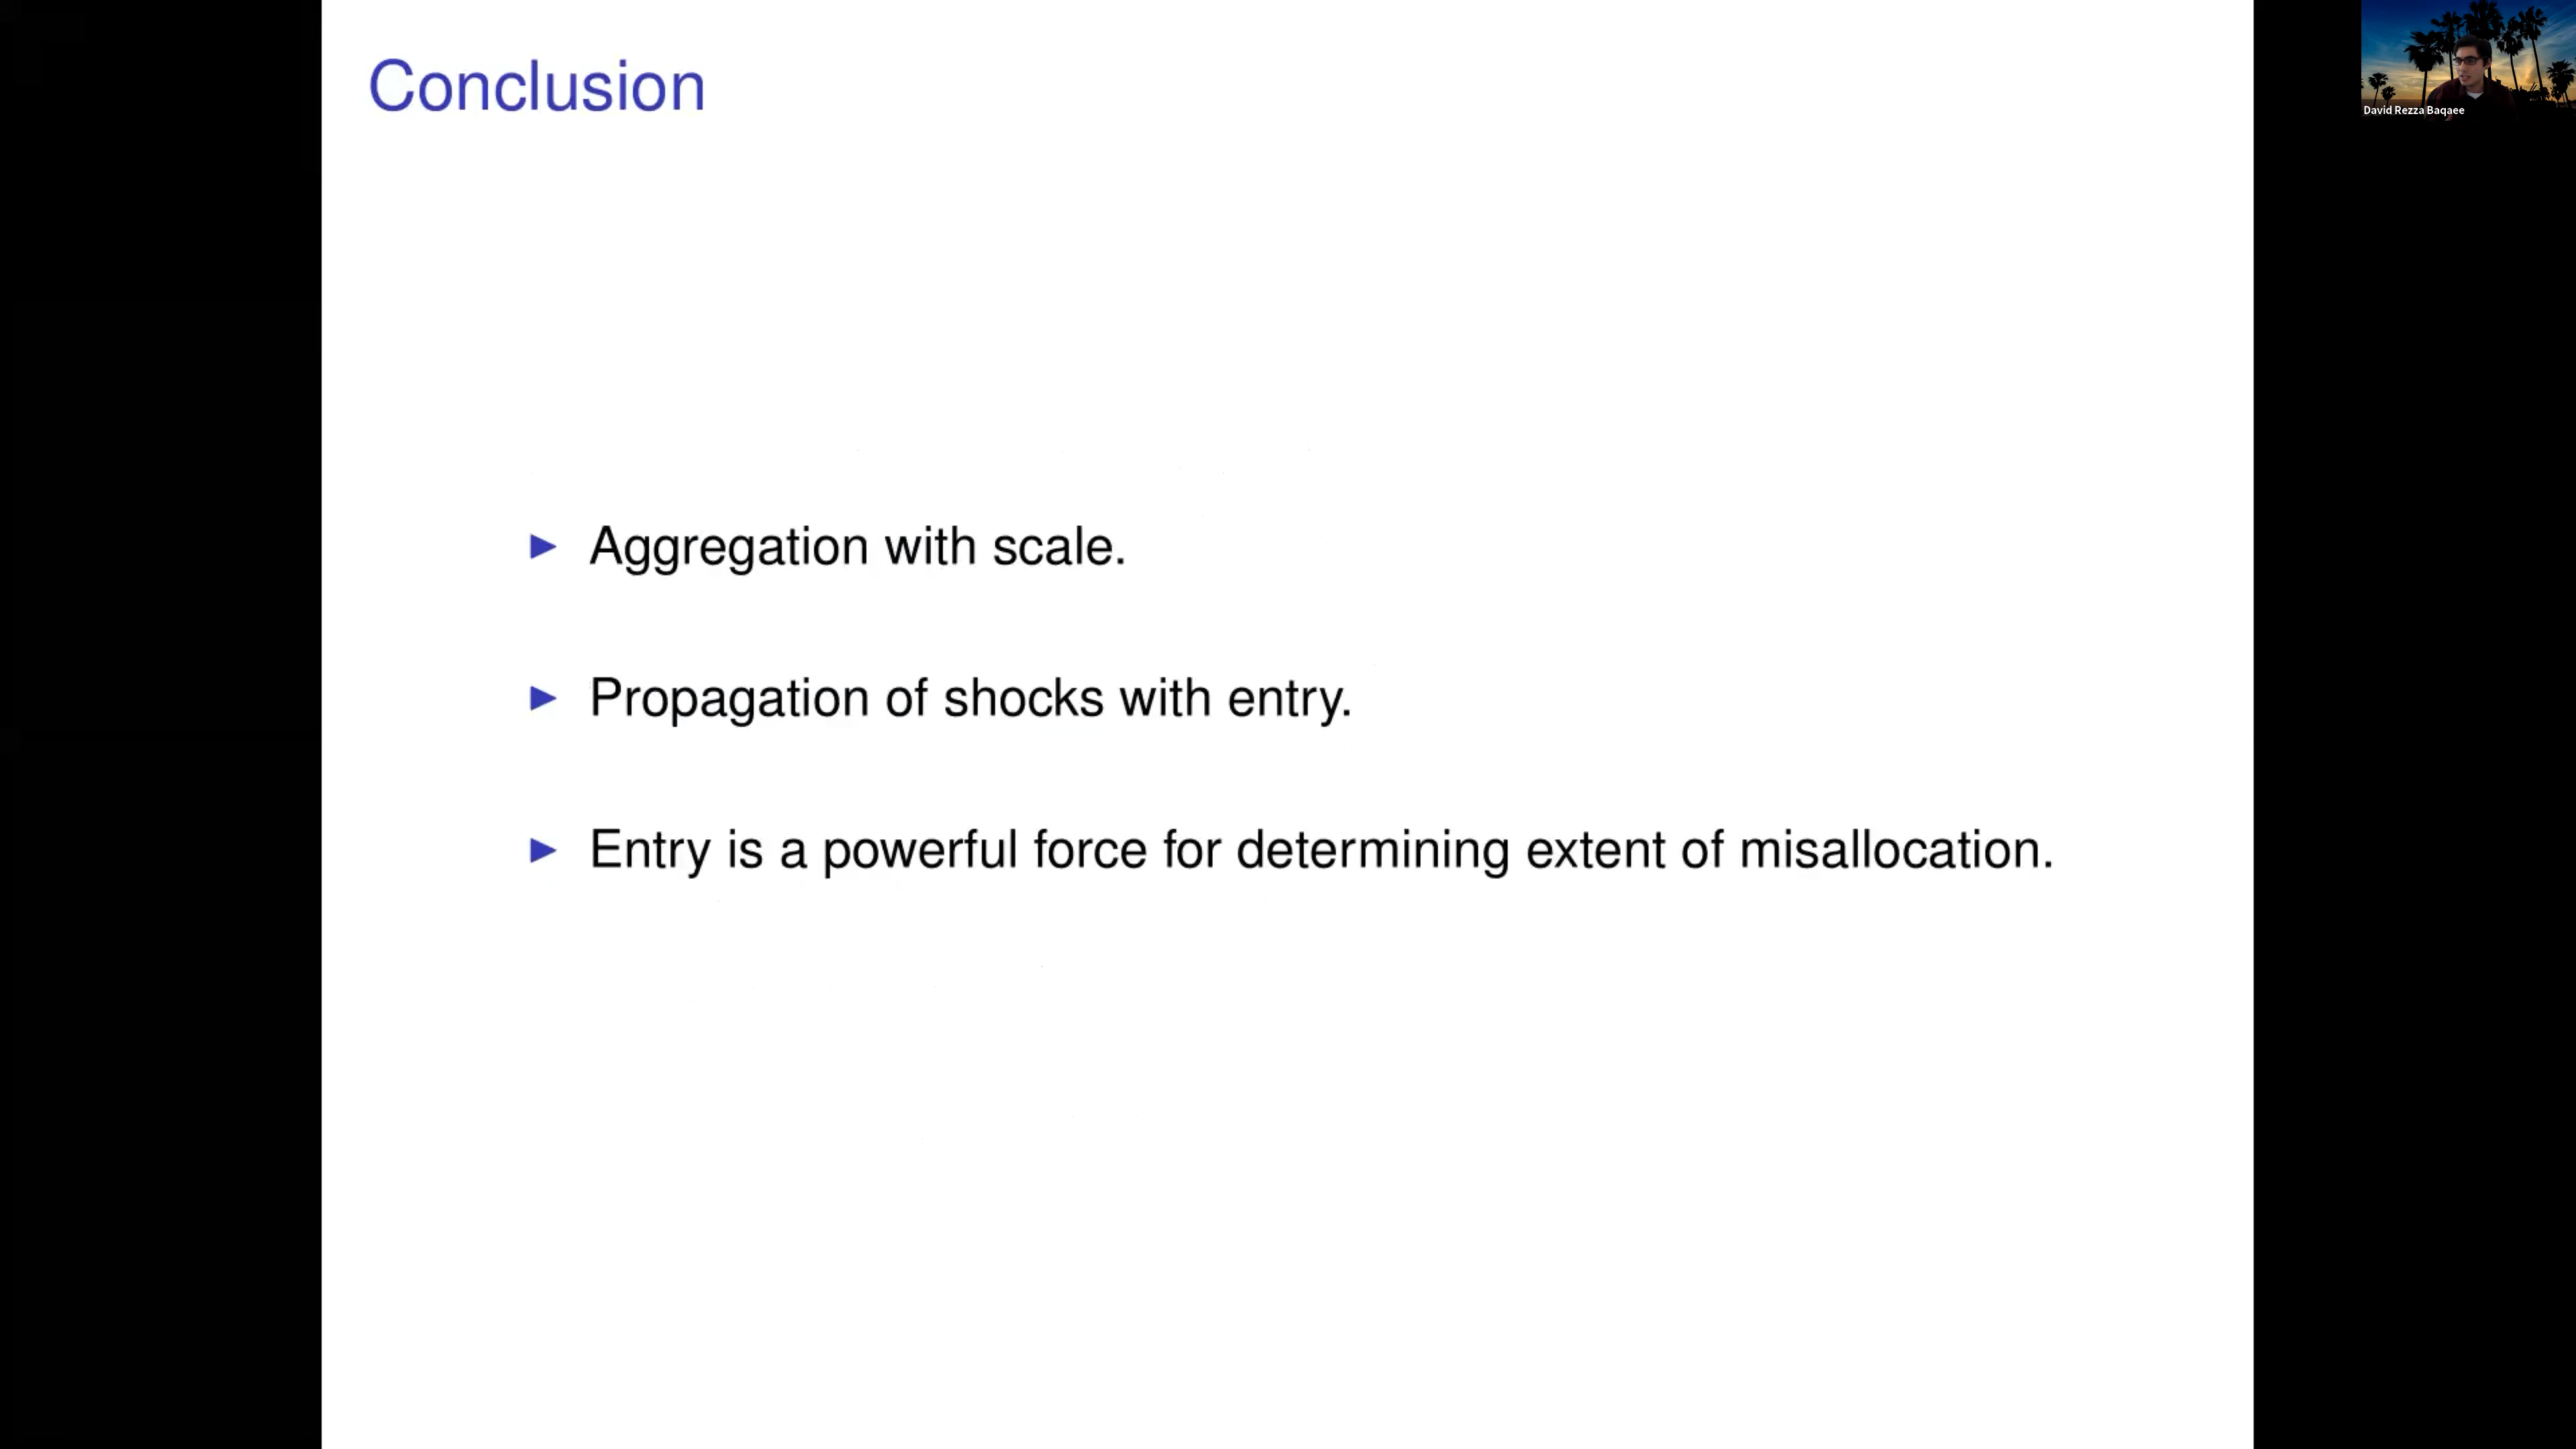 Conclusion
David Rezza Baqaee
Aggregation with scale.
Propagation of shocks with entry.
Entry is a powerful force for determining extent of misallocation.